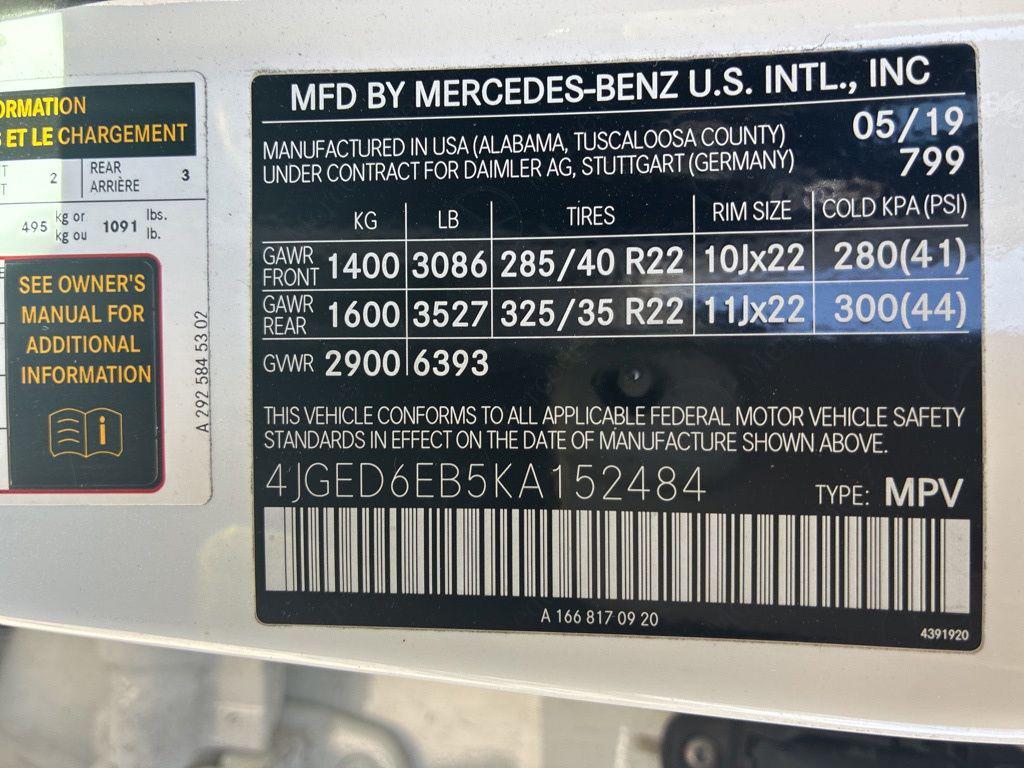 ORMATION
S ET LE CHARGEMENT
2 REAR ARRIÈRE 3
495 kg or kg ou 1091 lbs. lb.
SEE OWNER'S
MANUAL FOR
ADDITIONAL
INFORMATION
i
A 292 584 53 02
MFD BY MERCEDES-BENZ U.S. INTL., INC
MANUFACTURED IN USA (ALABAMA, TUSCALOOSA COUNTY) 05/19
UNDER CONTRACT FOR DAIMLER AG, STUTTGART (GERMANY) 799
KG LB TIRES RIM SIZE COLD KPA (PSI)
GAWR FRONT 1400 3086 285/40 R22 10Jx22 280(41)
GAWR REAR 1600 3527 325/35 R22 11Jx22 300(44)
GVWR 2900 6393
THIS VEHICLE CONFORMS TO ALL APPLICABLE FEDERAL MOTOR VEHICLE SAFETY
STANDARDS IN EFFECT ON THE DATE OF MANUFACTURE SHOWN ABOVE.
4JGED6EB5KA152484 TYPE: MPV
A 166 817 09 20
4391920